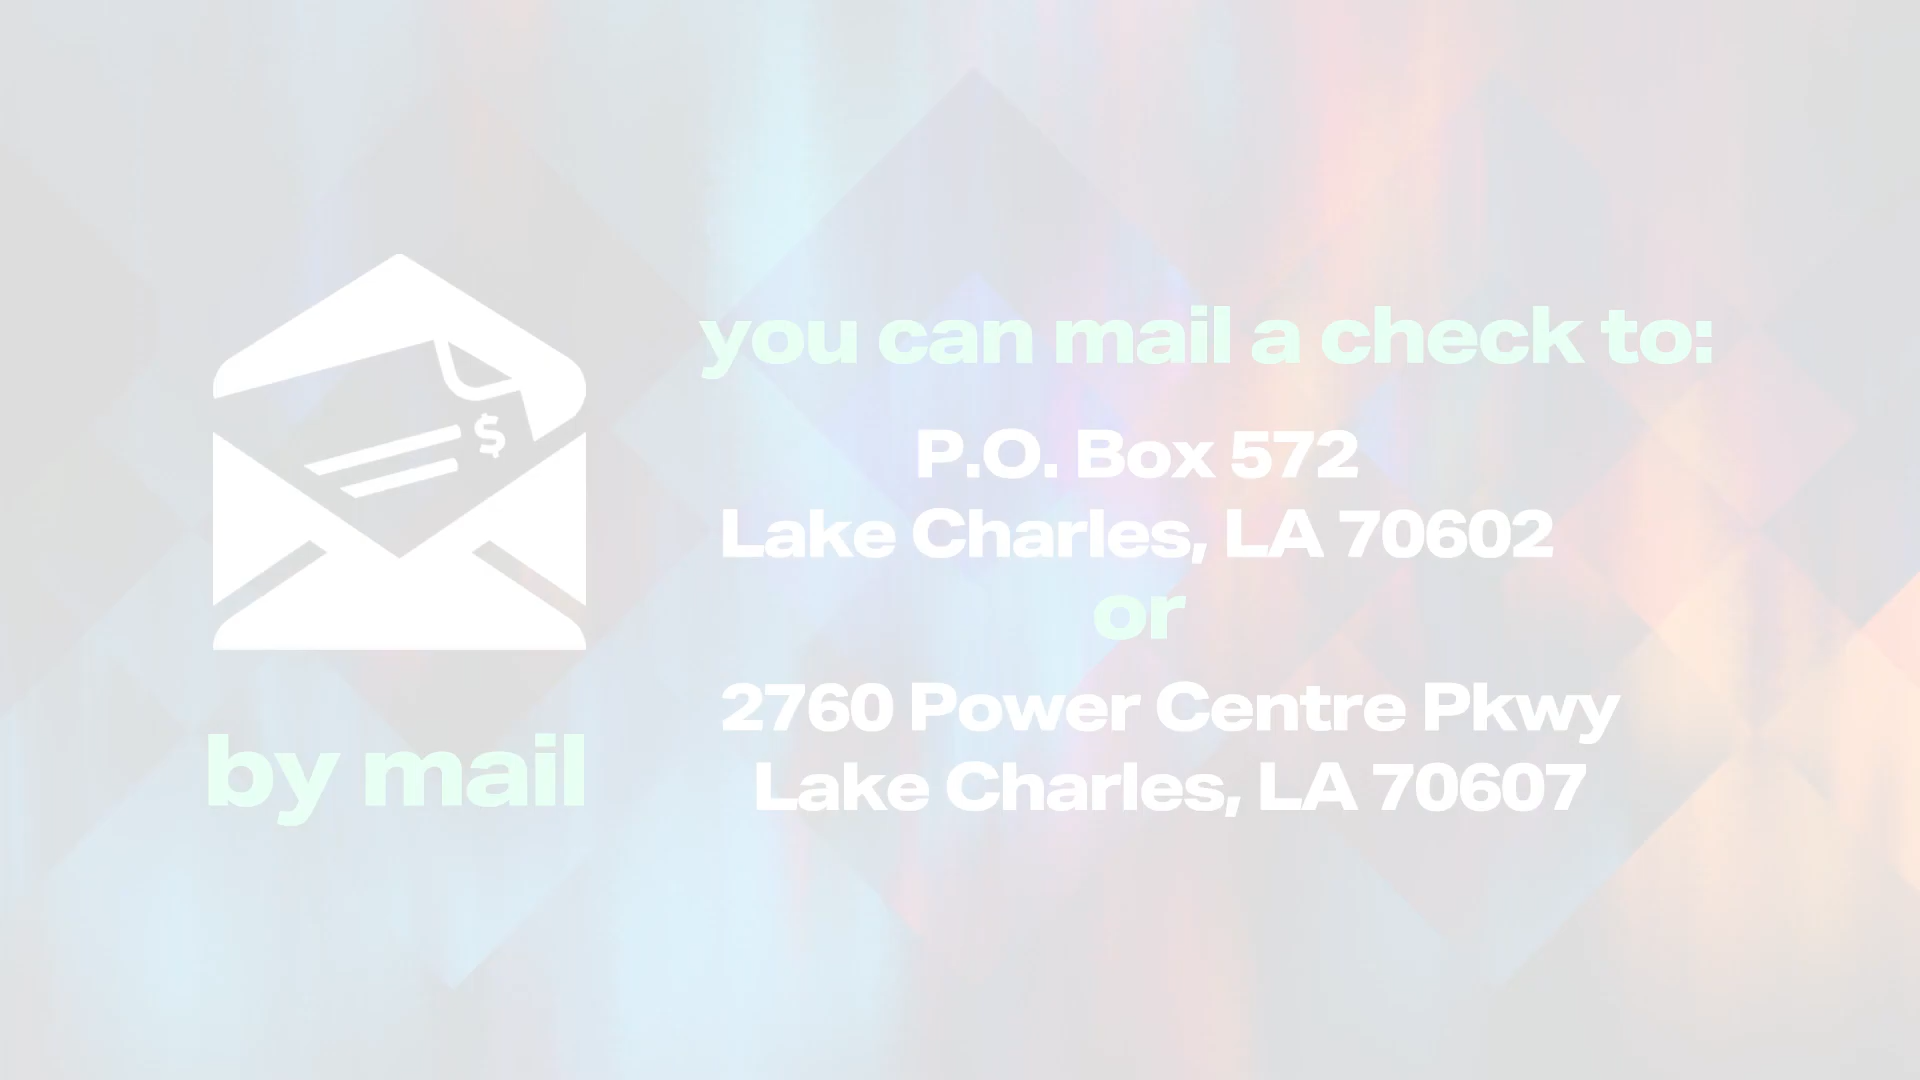 you can mail a check to:
P.O. Box 572
Lake Charles, LA 70602
or
2760 Power Centre Pkwy
Lake Charles, LA 70607
$
by mail